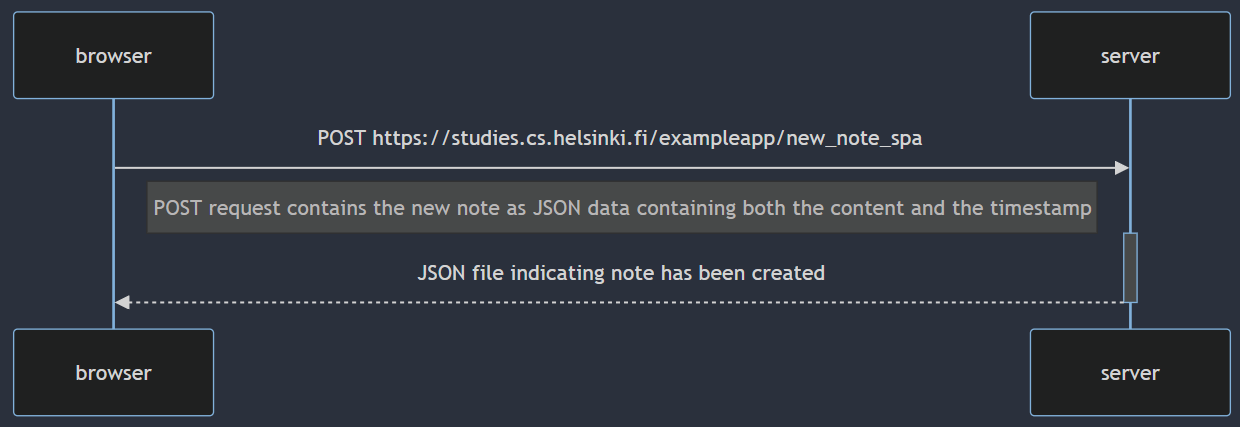 browser
server
POST https://studies.cs.helsinki.fi/exampleapp/new_note_spa
POST request contains the new note as JSON data containing both the content and the timestamp
JSON file indicating note has been created
browser
server